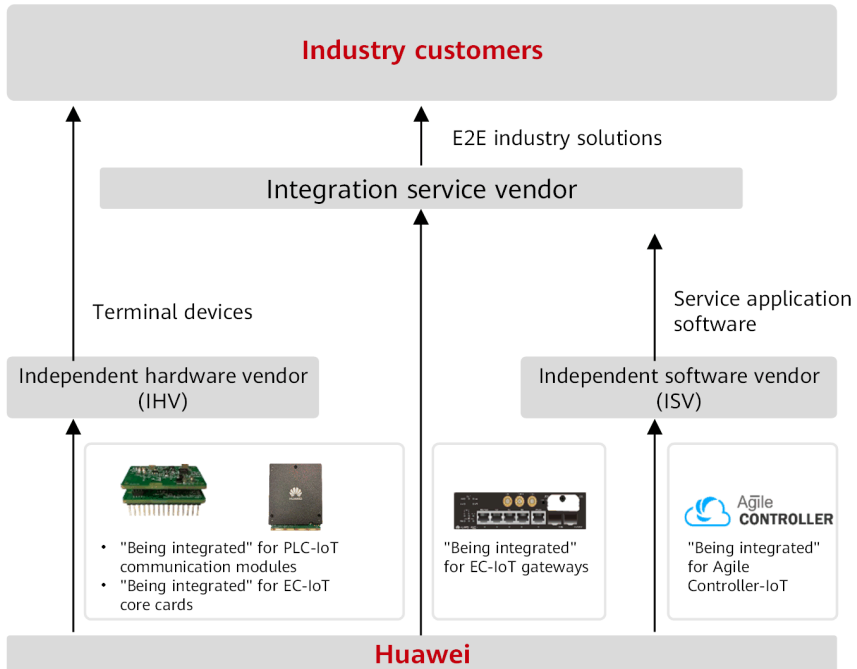 Industry customers
E2E industry solutions
Integration service vendor
Terminal devices
Service application
software
Independent hardware vendor
(IHV)
Independent software vendor
(ISV)
• "Being integrated" for PLC-IoT
communication modules
• "Being integrated" for EC-IoT
core cards
"Being integrated"
for EC-IoT gateways
Agile
CONTROLLER
"Being integrated"
for Agile
Controller-IoT
Huawei